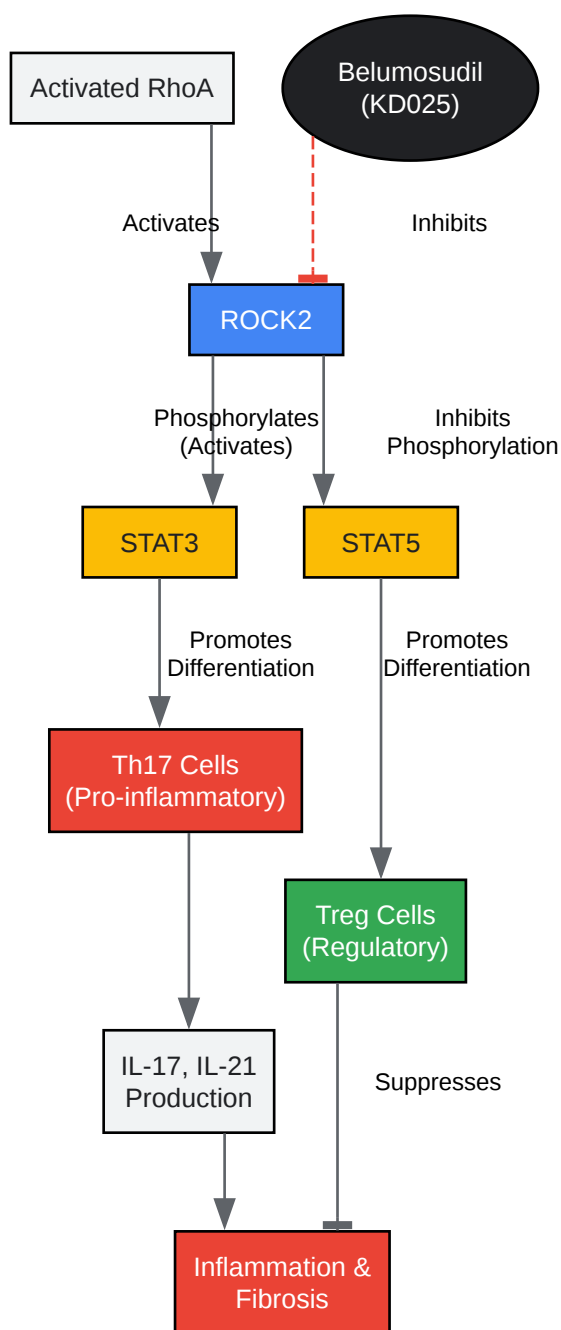 Activated RhoA
Belumosudil
(KD025)
Activates
Inhibits
ROCK2
Phosphorylates
(Activates)
Inhibits
Phosphorylation
STAT3
STAT5
Promotes
Differentiation
Promotes
Differentiation
Th17 Cells
(Pro-inflammatory)
Treg Cells
(Regulatory)
IL-17, IL-21
Production
Suppresses
Inflammation &
Fibrosis